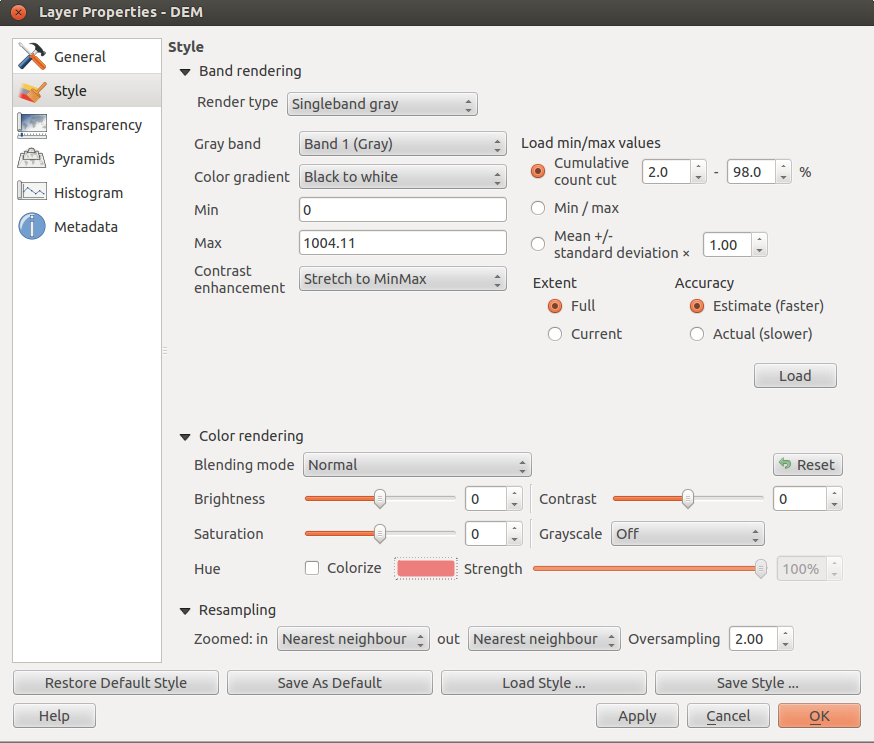 Layer Properties - DEM
General
Style
Transparency
Pyramids
Histogram
Metadata
Style
Band rendering
Render type Singleband gray
Gray band Band 1 (Gray)
Color gradient Black to white
Min 0
Max 1004.11
Contrast
enhancement Stretch to MinMax
Load min/max values
Cumulative
count cut 2.0 - 98.0 %
Min / max
Mean +/-
standard deviation × 1.00
Extent
Full
Current
Accuracy
Estimate (faster)
Actual (slower)
Load
Color rendering
Blending mode Normal Reset
Brightness 0 Contrast 0
Saturation 0 Grayscale Off
Hue Colorize Strength 100%
Resampling
Zoomed: in Nearest neighbour out Nearest neighbour Oversampling 2.00
Restore Default Style Save As Default Load Style ... Save Style ...
Help Apply Cancel OK